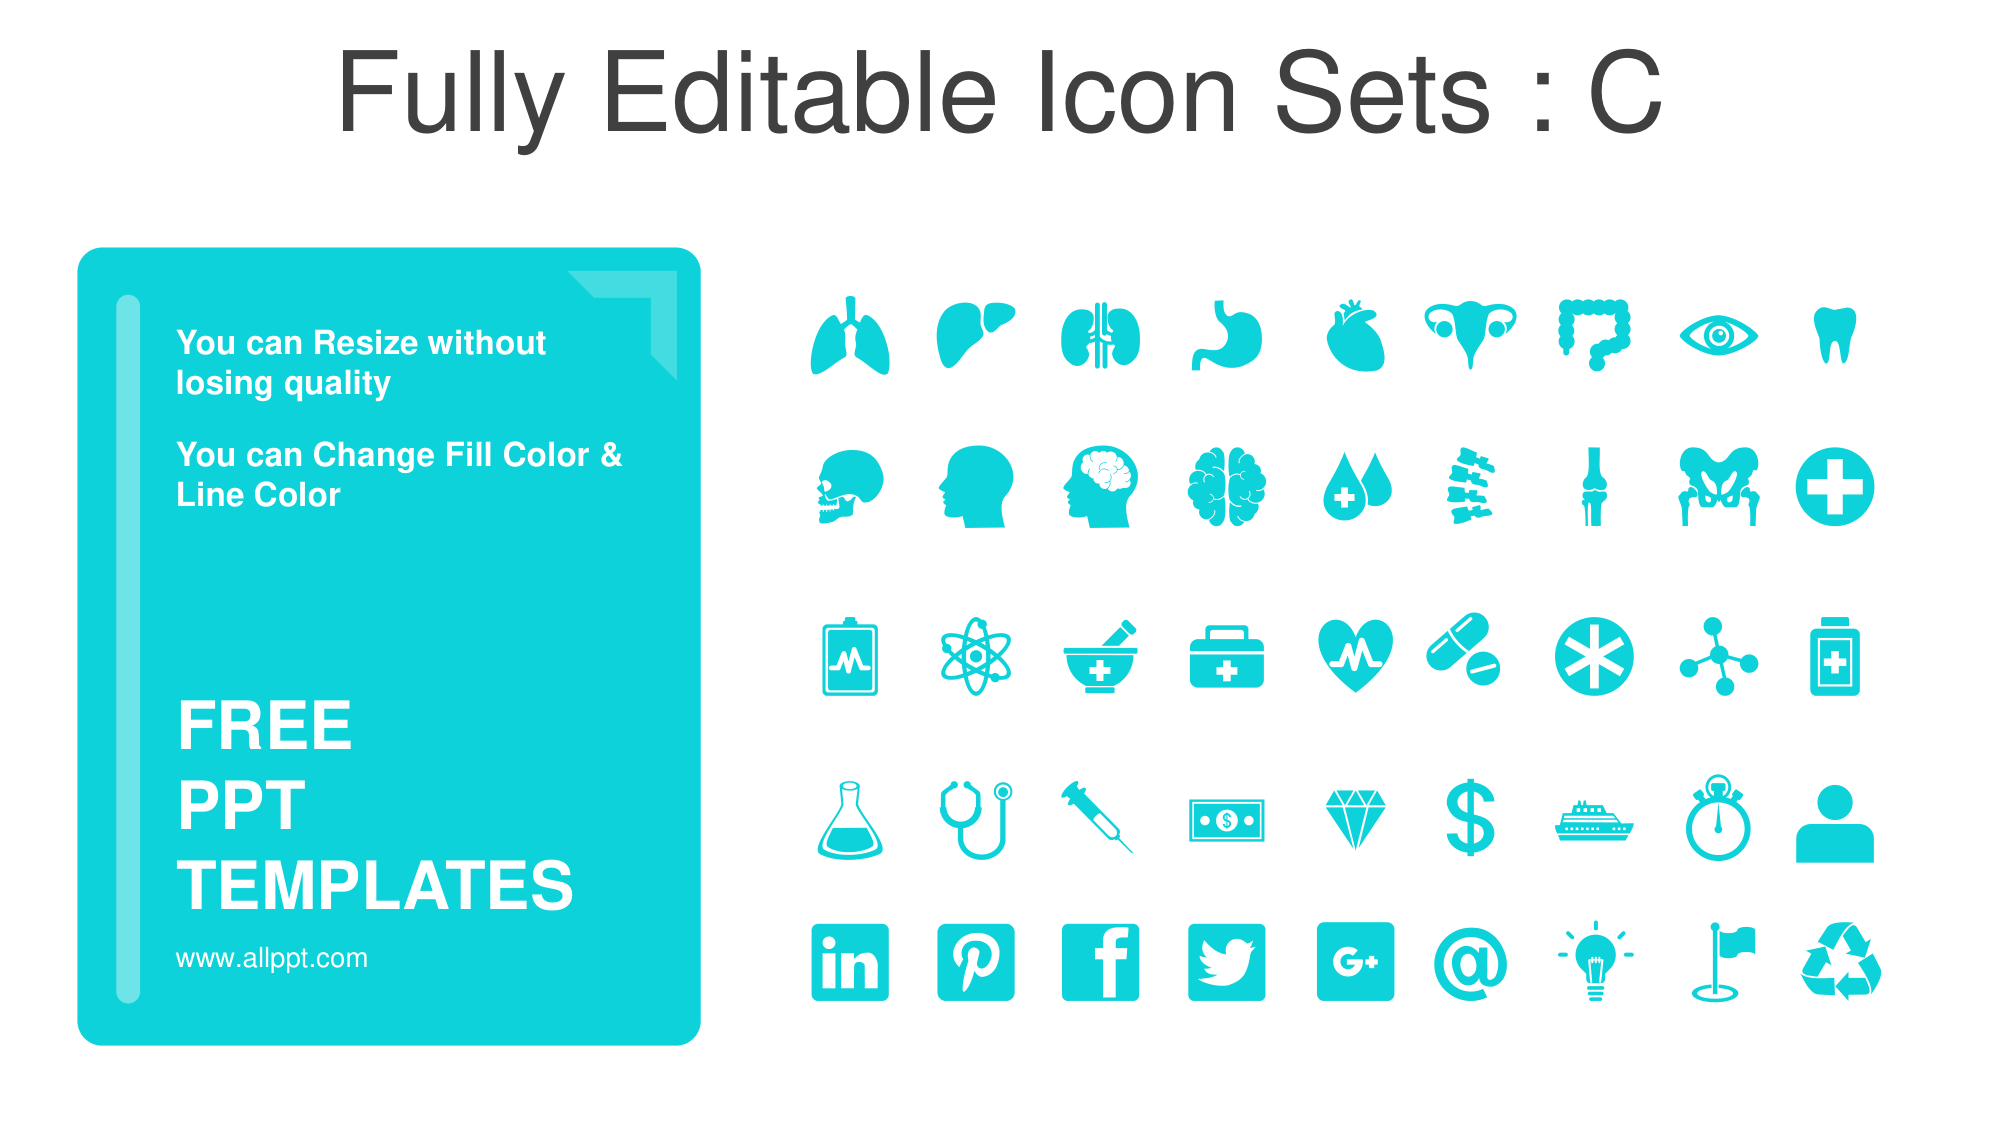 Fully Editable Icon Sets : C
You can Resize without
losing quality
You can Change Fill Color &
Line Color
FREE
PPT
TEMPLATES
www.allppt.com
$
$
in
f
G+
@